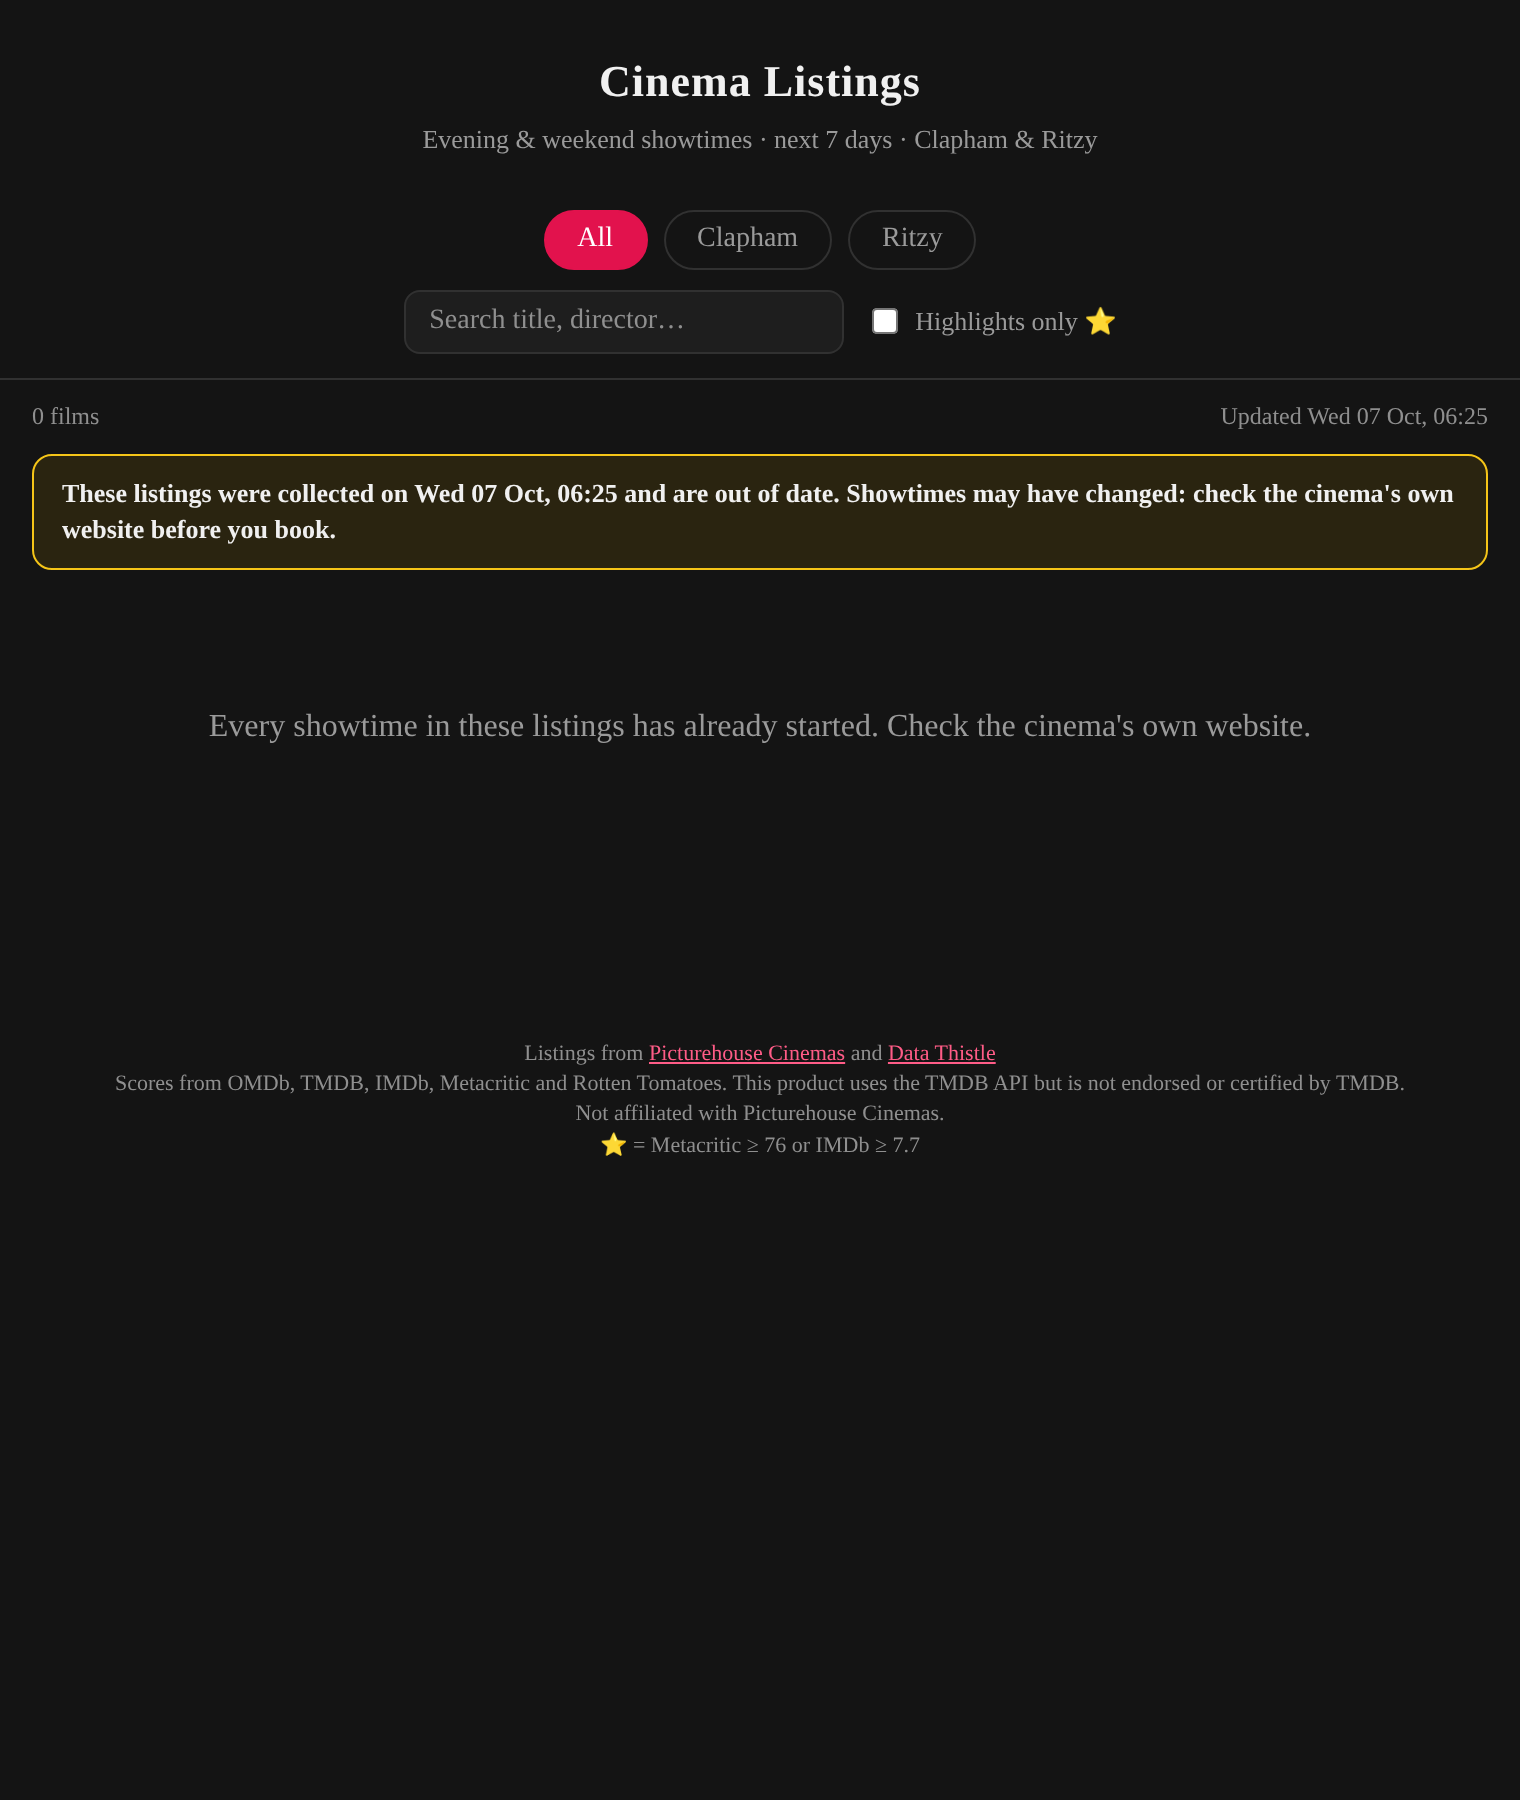 Cinema Listings
Evening & weekend showtimes · next 7 days · Clapham & Ritzy
All Clapham Ritzy
Search title, director… Highlights only ⭐
0 films Updated Wed 07 Oct, 06:25
These listings were collected on Wed 07 Oct, 06:25 and are out of date. Showtimes may have changed: check the cinema's own
website before you book.
Every showtime in these listings has already started. Check the cinema's own website.
Listings from Picturehouse Cinemas and Data Thistle
Scores from OMDb, TMDB, IMDb, Metacritic and Rotten Tomatoes. This product uses the TMDB API but is not endorsed or certified by TMDB.
Not affiliated with Picturehouse Cinemas.
⭐ = Metacritic ≥ 76 or IMDb ≥ 7.7